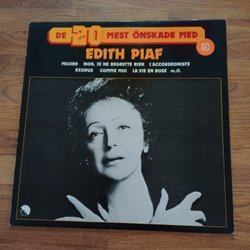 DE 20 MEST ÖNSKADE MED
EDITH PIAF
MILORD NON, JE NE REGRETTE RIEN L'ACCORDEONISTE
EXODUS COMME MOI LA VIE EN ROSE m.fl.